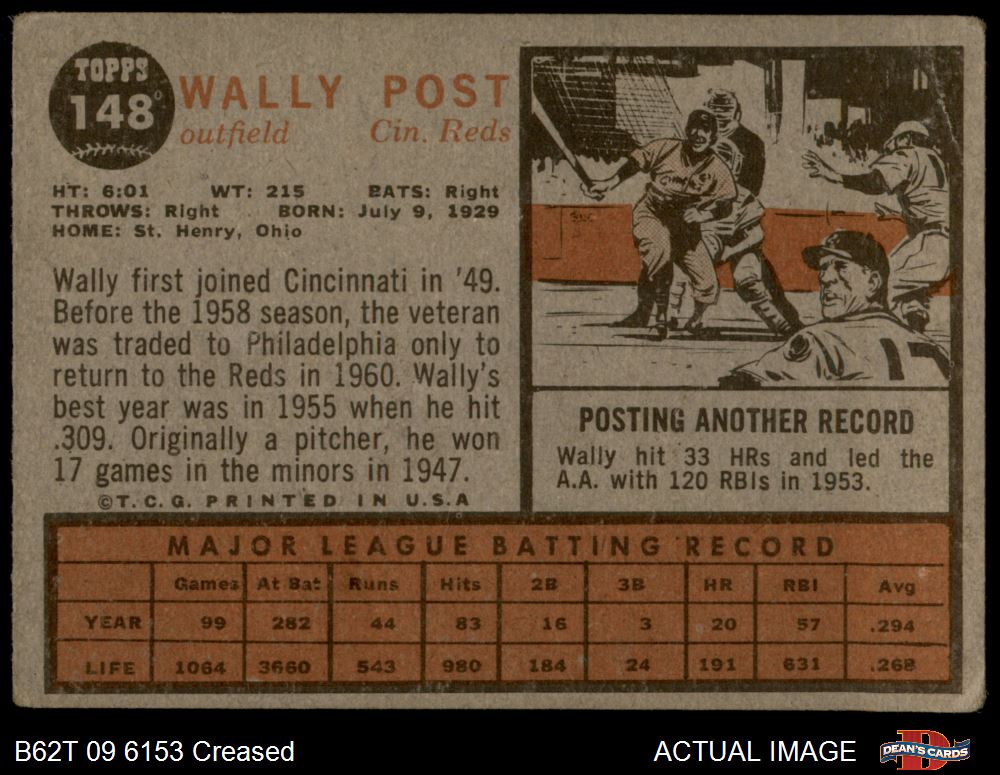 TOPPS
148
WALLY POST
outfield Cin. Reds
HT: 6:01 WT: 215 BATS: Right
THROWS: Right BORN: July 9, 1929
HOME: St. Henry, Ohio
Wally first joined Cincinnati in '49.
Before the 1958 season, the veteran
was traded to Philadelphia only to
return to the Reds in 1960. Wally's
best year was in 1955 when he hit
.309. Originally a pitcher, he won
17 games in the minors in 1947.
©T.C.G. PRINTED IN U.S.A
17
POSTING ANOTHER RECORD
Wally hit 33 HRs and led the
A.A. with 120 RBIs in 1953.
MAJOR LEAGUE BATTING RECORD
Games At Bat Runs Hits 2B 3B HR RBI Avg
YEAR 99 282 44 83 16 3 20 57 .294
LIFE 1064 3660 543 980 184 24 191 631 .268
B62T 09 6153 Creased
ACTUAL IMAGE
DEAN'S CARDS